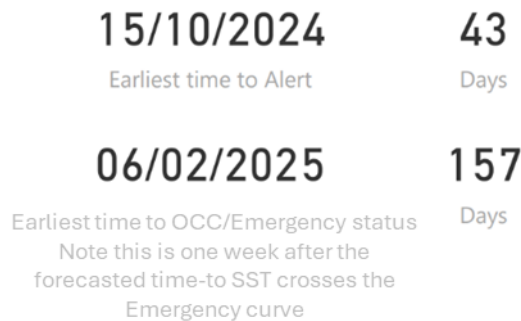 15/10/2024 43
Earliest time to Alert Days
06/02/2025 157
Earliest time to OCC/Emergency status Days
Note this is one week after the
forecasted time-to SST crosses the
Emergency curve